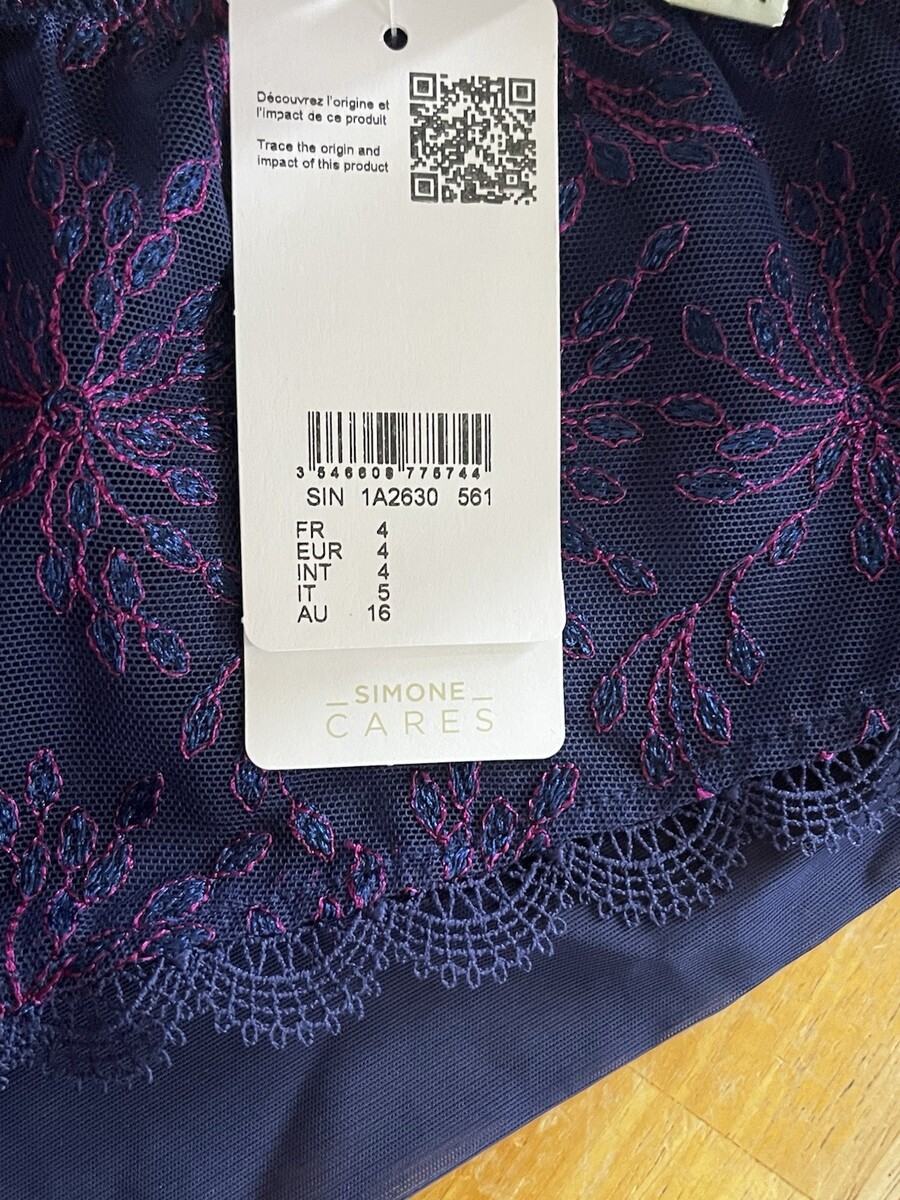 Découvrez l'origine et
l'impact de ce produit
Trace the origin and
impact of this product
3 546608 775744
SIN 1A2630 561
FR 4
EUR 4
INT 4
IT 5
AU 16
_SIMONE_
CARES